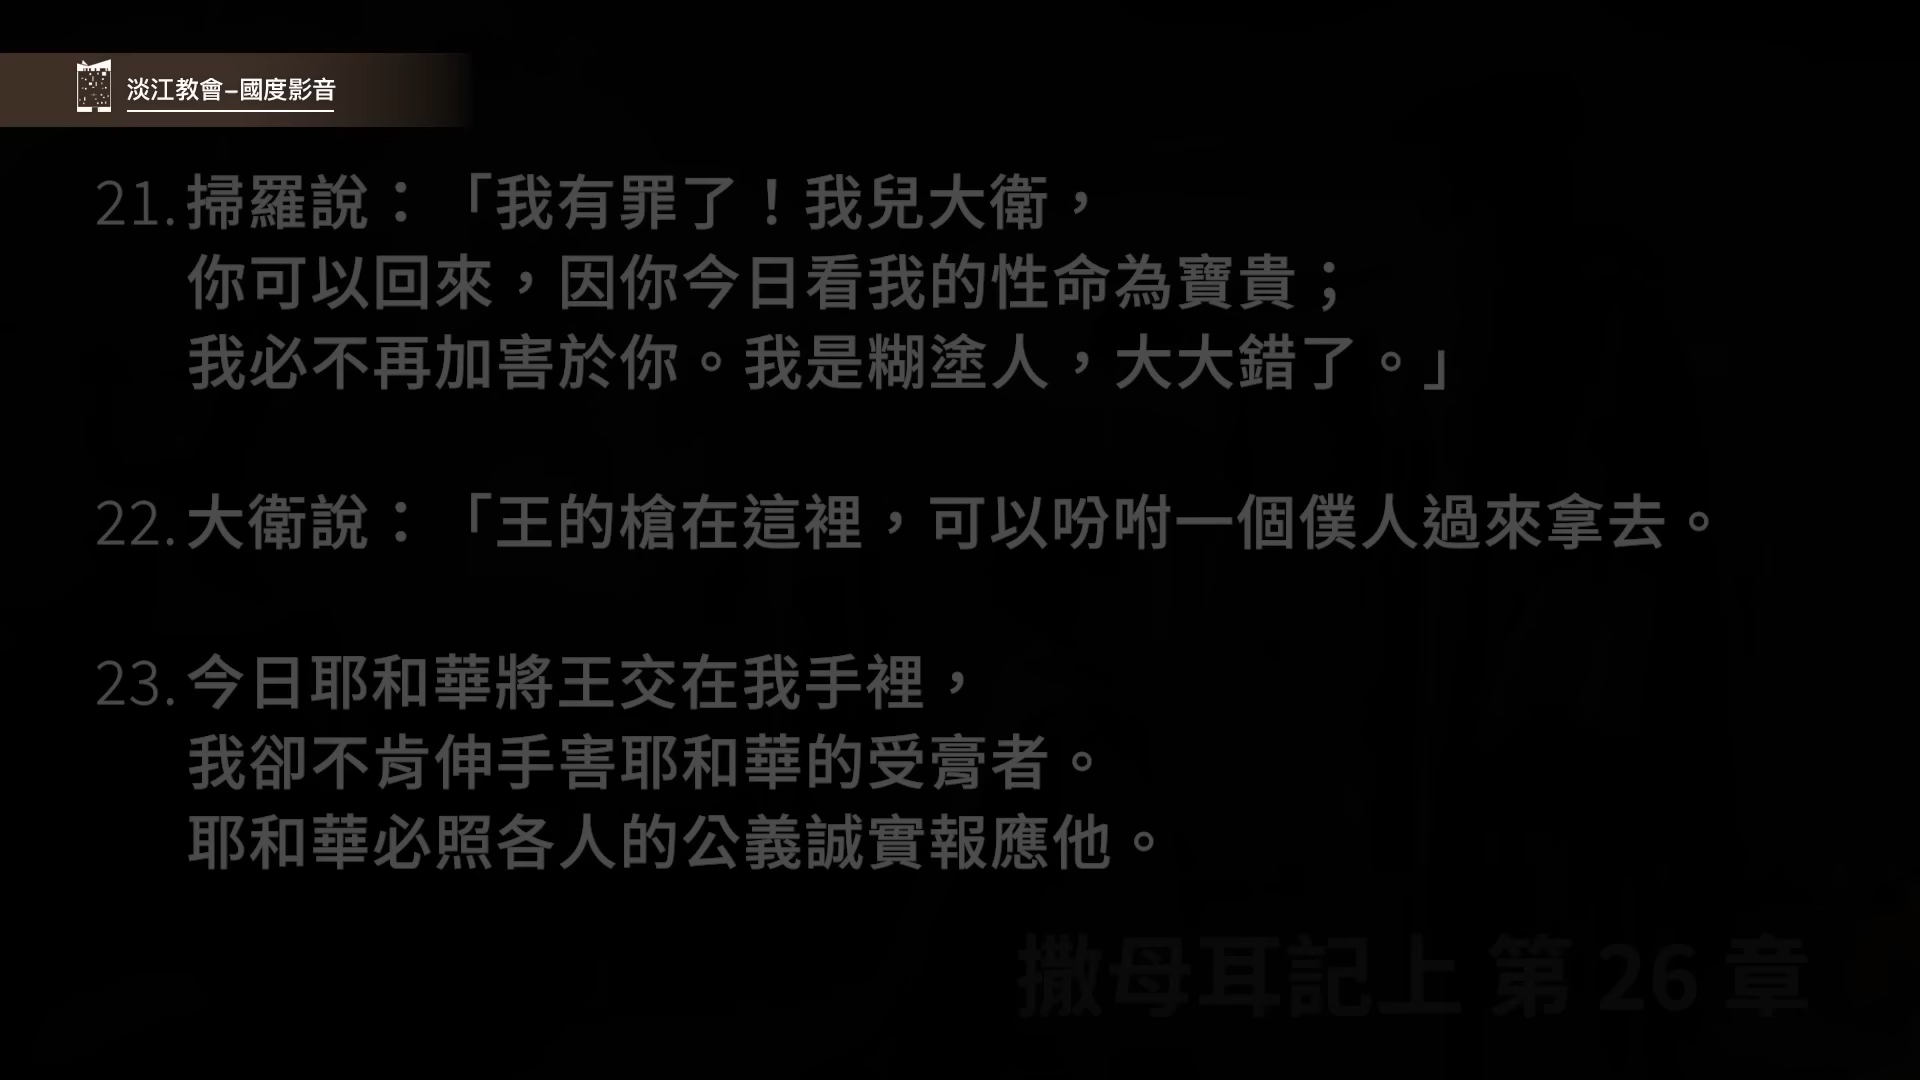 淡江教會–國度影音
21.掃羅說：「我有罪了！我兒大衛，
你可以回來，因你今日看我的性命為寶貴；
我必不再加害於你。我是糊塗人，大大錯了。」
22.大衛說：「王的槍在這裡，可以吩咐一個僕人過來拿去。
23.今日耶和華將王交在我手裡，
我卻不肯伸手害耶和華的受膏者。
耶和華必照各人的公義誠實報應他。
撒母耳記上 第 26 章